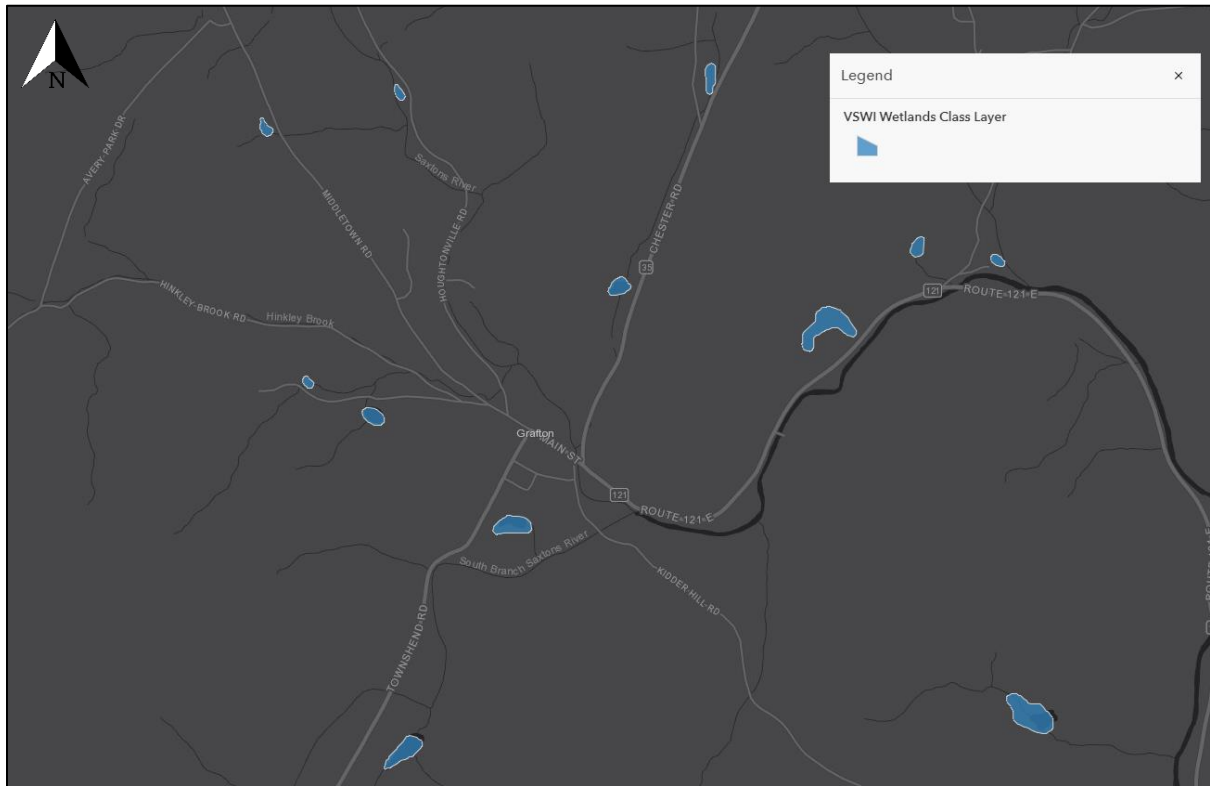 N
Legend ×
VSWI Wetlands Class Layer
AVERY PARK DR
MIDDLETOWN RD
Saxtons River
HOUGHTONVILLE RD
CHESTER RD
35
HINKLEY BROOK RD
Hinkley Brook
121
ROUTE 121 E
Grafton
MAIN ST
121
ROUTE 121 E
South Branch Saxtons River
KIDDER HILL RD
TOWNSHEND RD